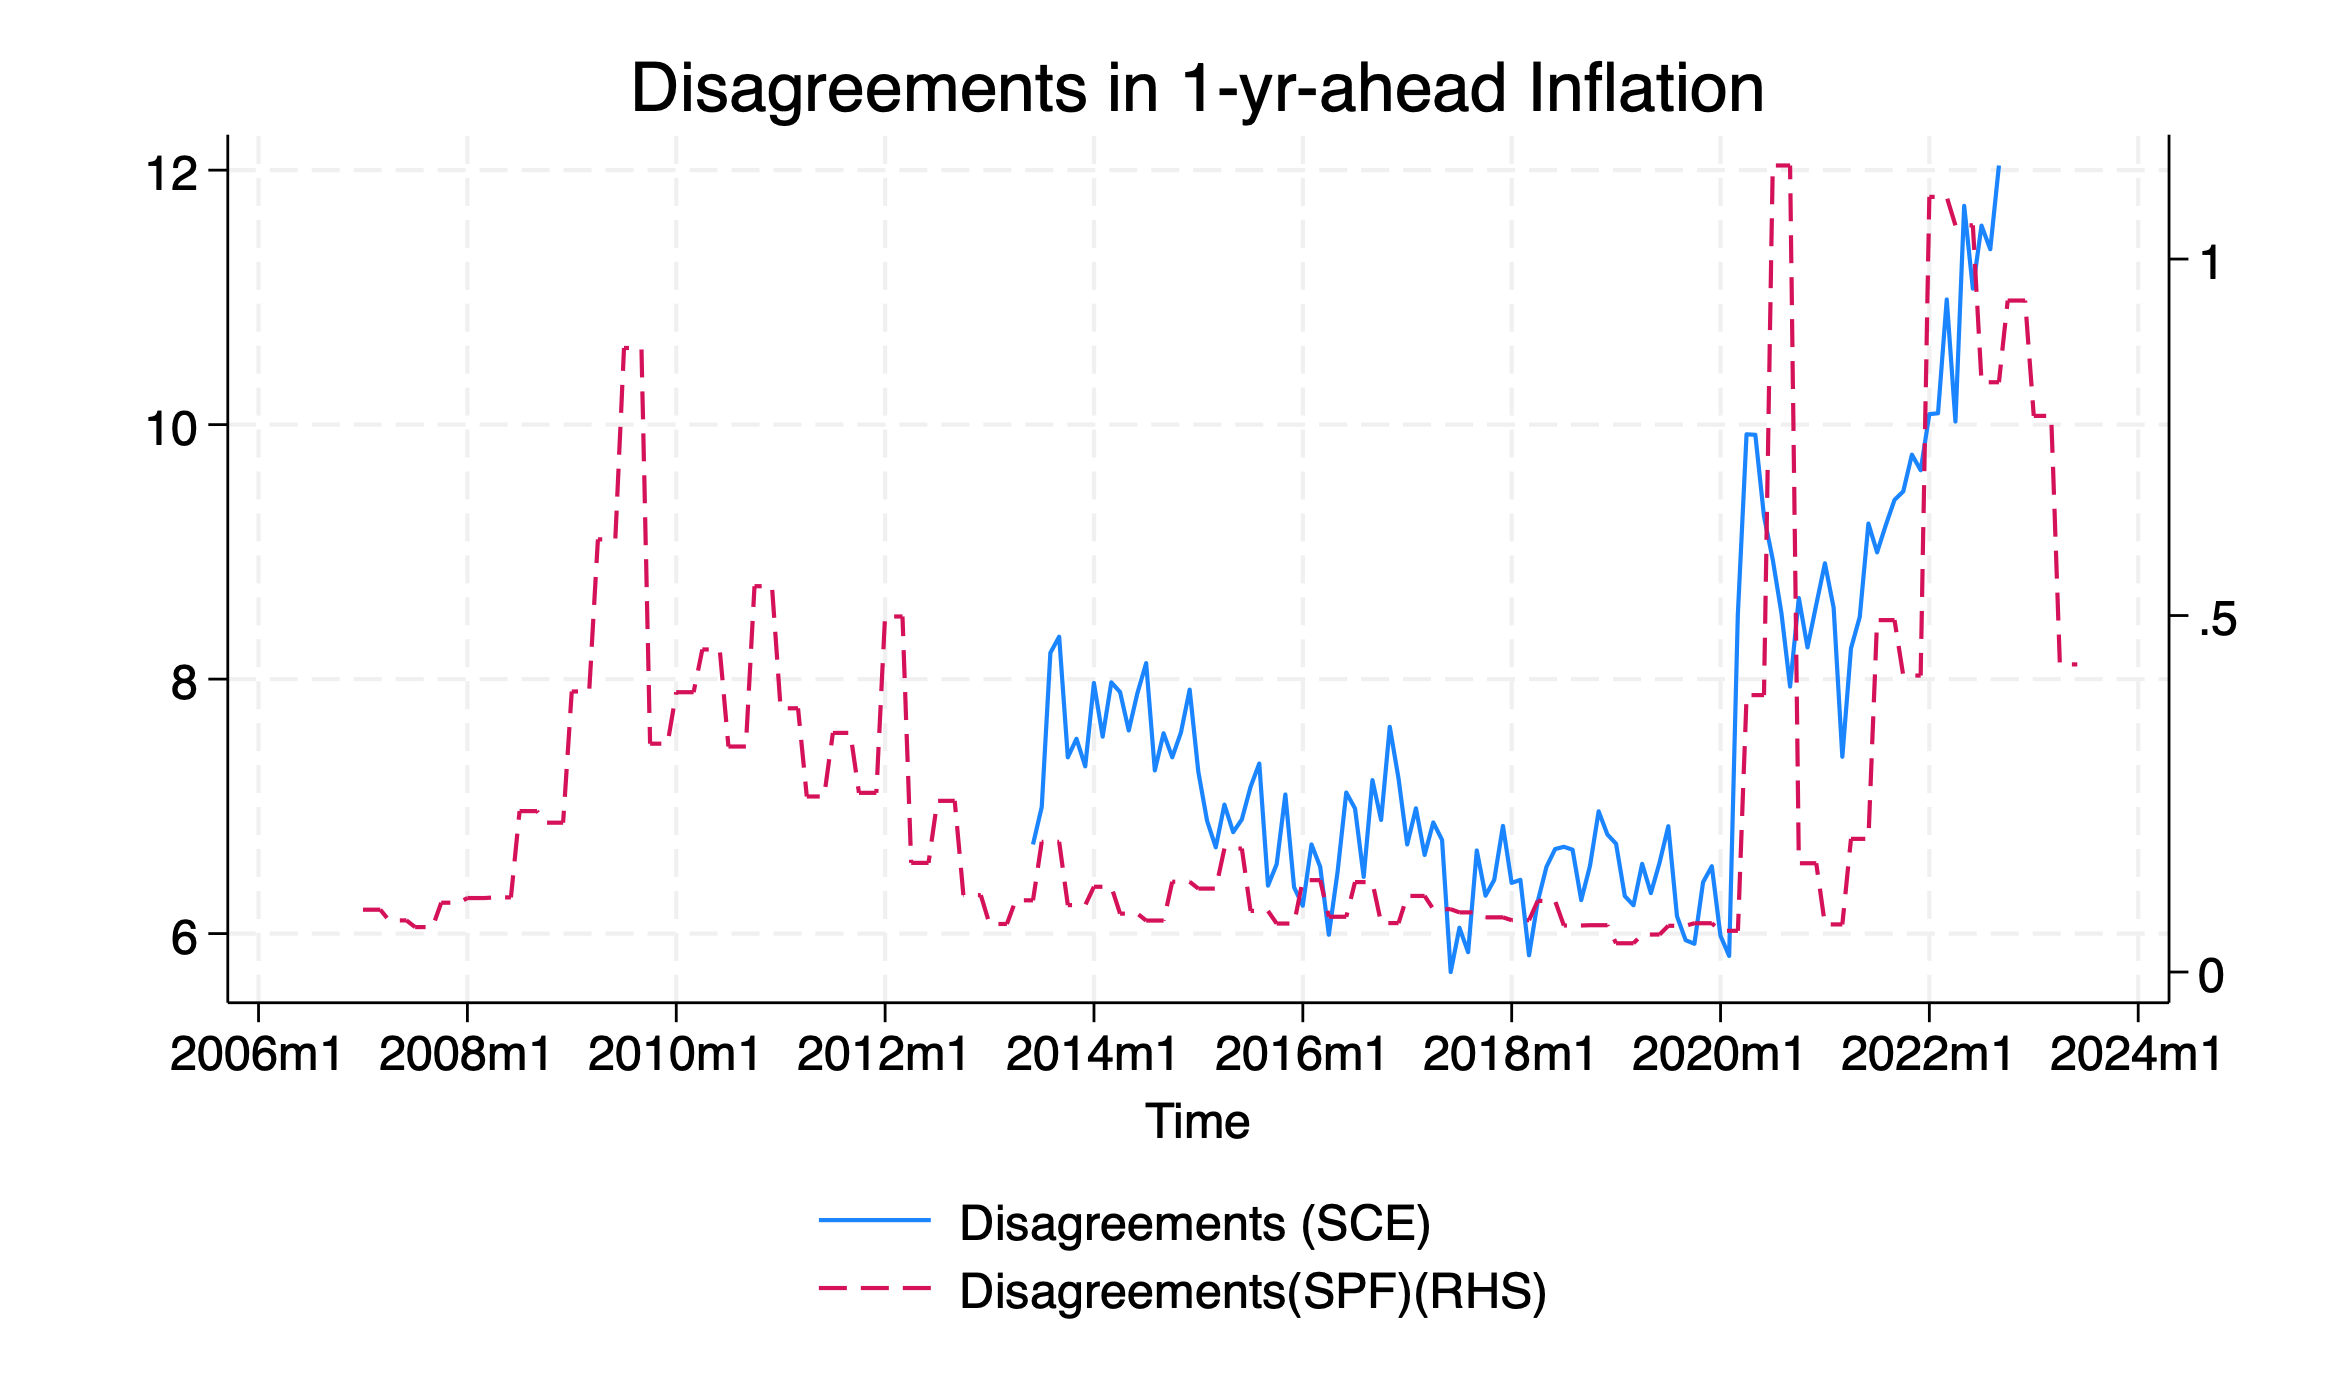 Disagreements in 1-yr-ahead Inflation
12
10
8
6
1
.5
0
2006m1 2008m1 2010m1 2012m1 2014m1 2016m1 2018m1 2020m1 2022m1 2024m1
Time
Disagreements (SCE)
Disagreements(SPF)(RHS)